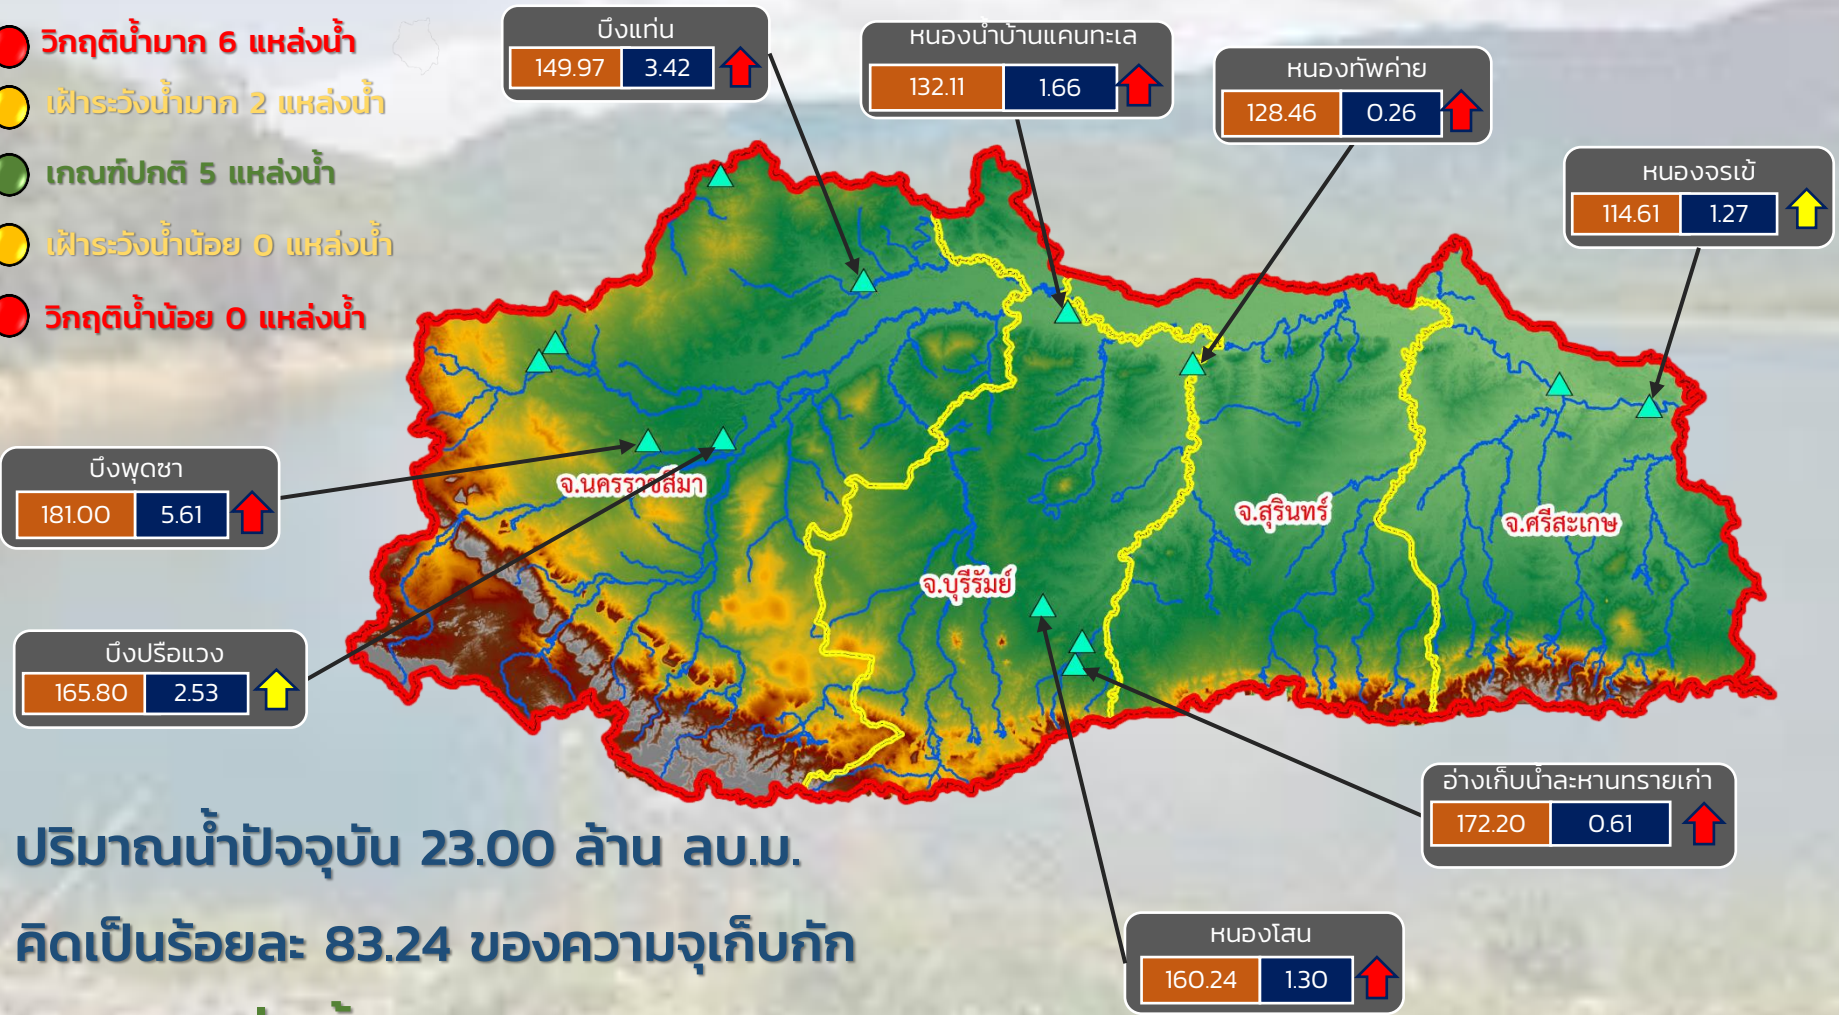 วิกฤติน้ำมาก 6 แหล่งน้ำ
เฝ้าระวังน้ำมาก 2 แหล่งน้ำ
เกณฑ์ปกติ 5 แหล่งน้ำ
เฝ้าระวังน้ำน้อย 0 แหล่งน้ำ
วิกฤติน้ำน้อย 0 แหล่งน้ำ
บึงแท่น
149.97 3.42
หนองน้ำบ้านแคนทะเล
132.11 1.66
หนองทัพค่าย
128.46 0.26
หนองจรเข้
114.61 1.27
บึงพุดซา
181.00 5.61
จ.นครราชสีมา
จ.สุรินทร์
จ.ศรีสะเกษ
จ.บุรีรัมย์
บึงปรือแวง
165.80 2.53
อ่างเก็บน้ำละหานทรายเก่า
172.20 0.61
หนองโสน
160.24 1.30
ปริมาณน้ำปัจจุบัน 23.00 ล้าน ลบ.ม.
คิดเป็นร้อยละ 83.24 ของความจุเก็บกัก